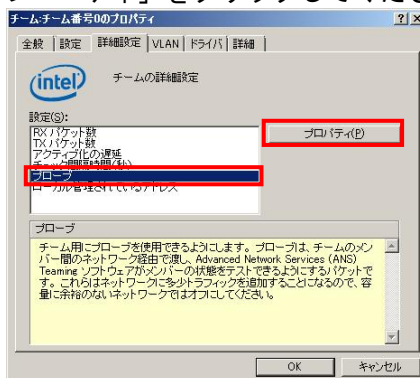 チーム:チーム番号0のプロパティ
全般 設定 詳細設定 VLAN ドライバ 詳細
intel
チームの詳細設定
設定(S):
RX パケット数
TX パケット数
アクティブ化の遅延
プローブ
ローカル管理されているアドレス
プロパティ(P)
プローブ
チーム用にプローブを使用できるようにします。プローブは、チームのメン
バー間のネットワーク経由で渡し、Advanced Network Services (ANS)
Teaming ソフトウェアがメンバーの状態をテストできるようにするパケットで
す。これらはネットワークに多少トラフィックを追加することになるので、容
量に余裕のないネットワークではオフにしてください。
OK キャンセル